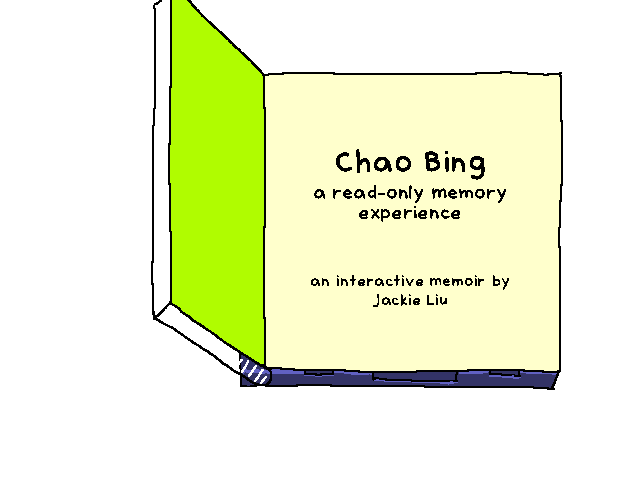 Chao Bing
a read-only memory
experience
an interactive memoir by
Jackie Liu